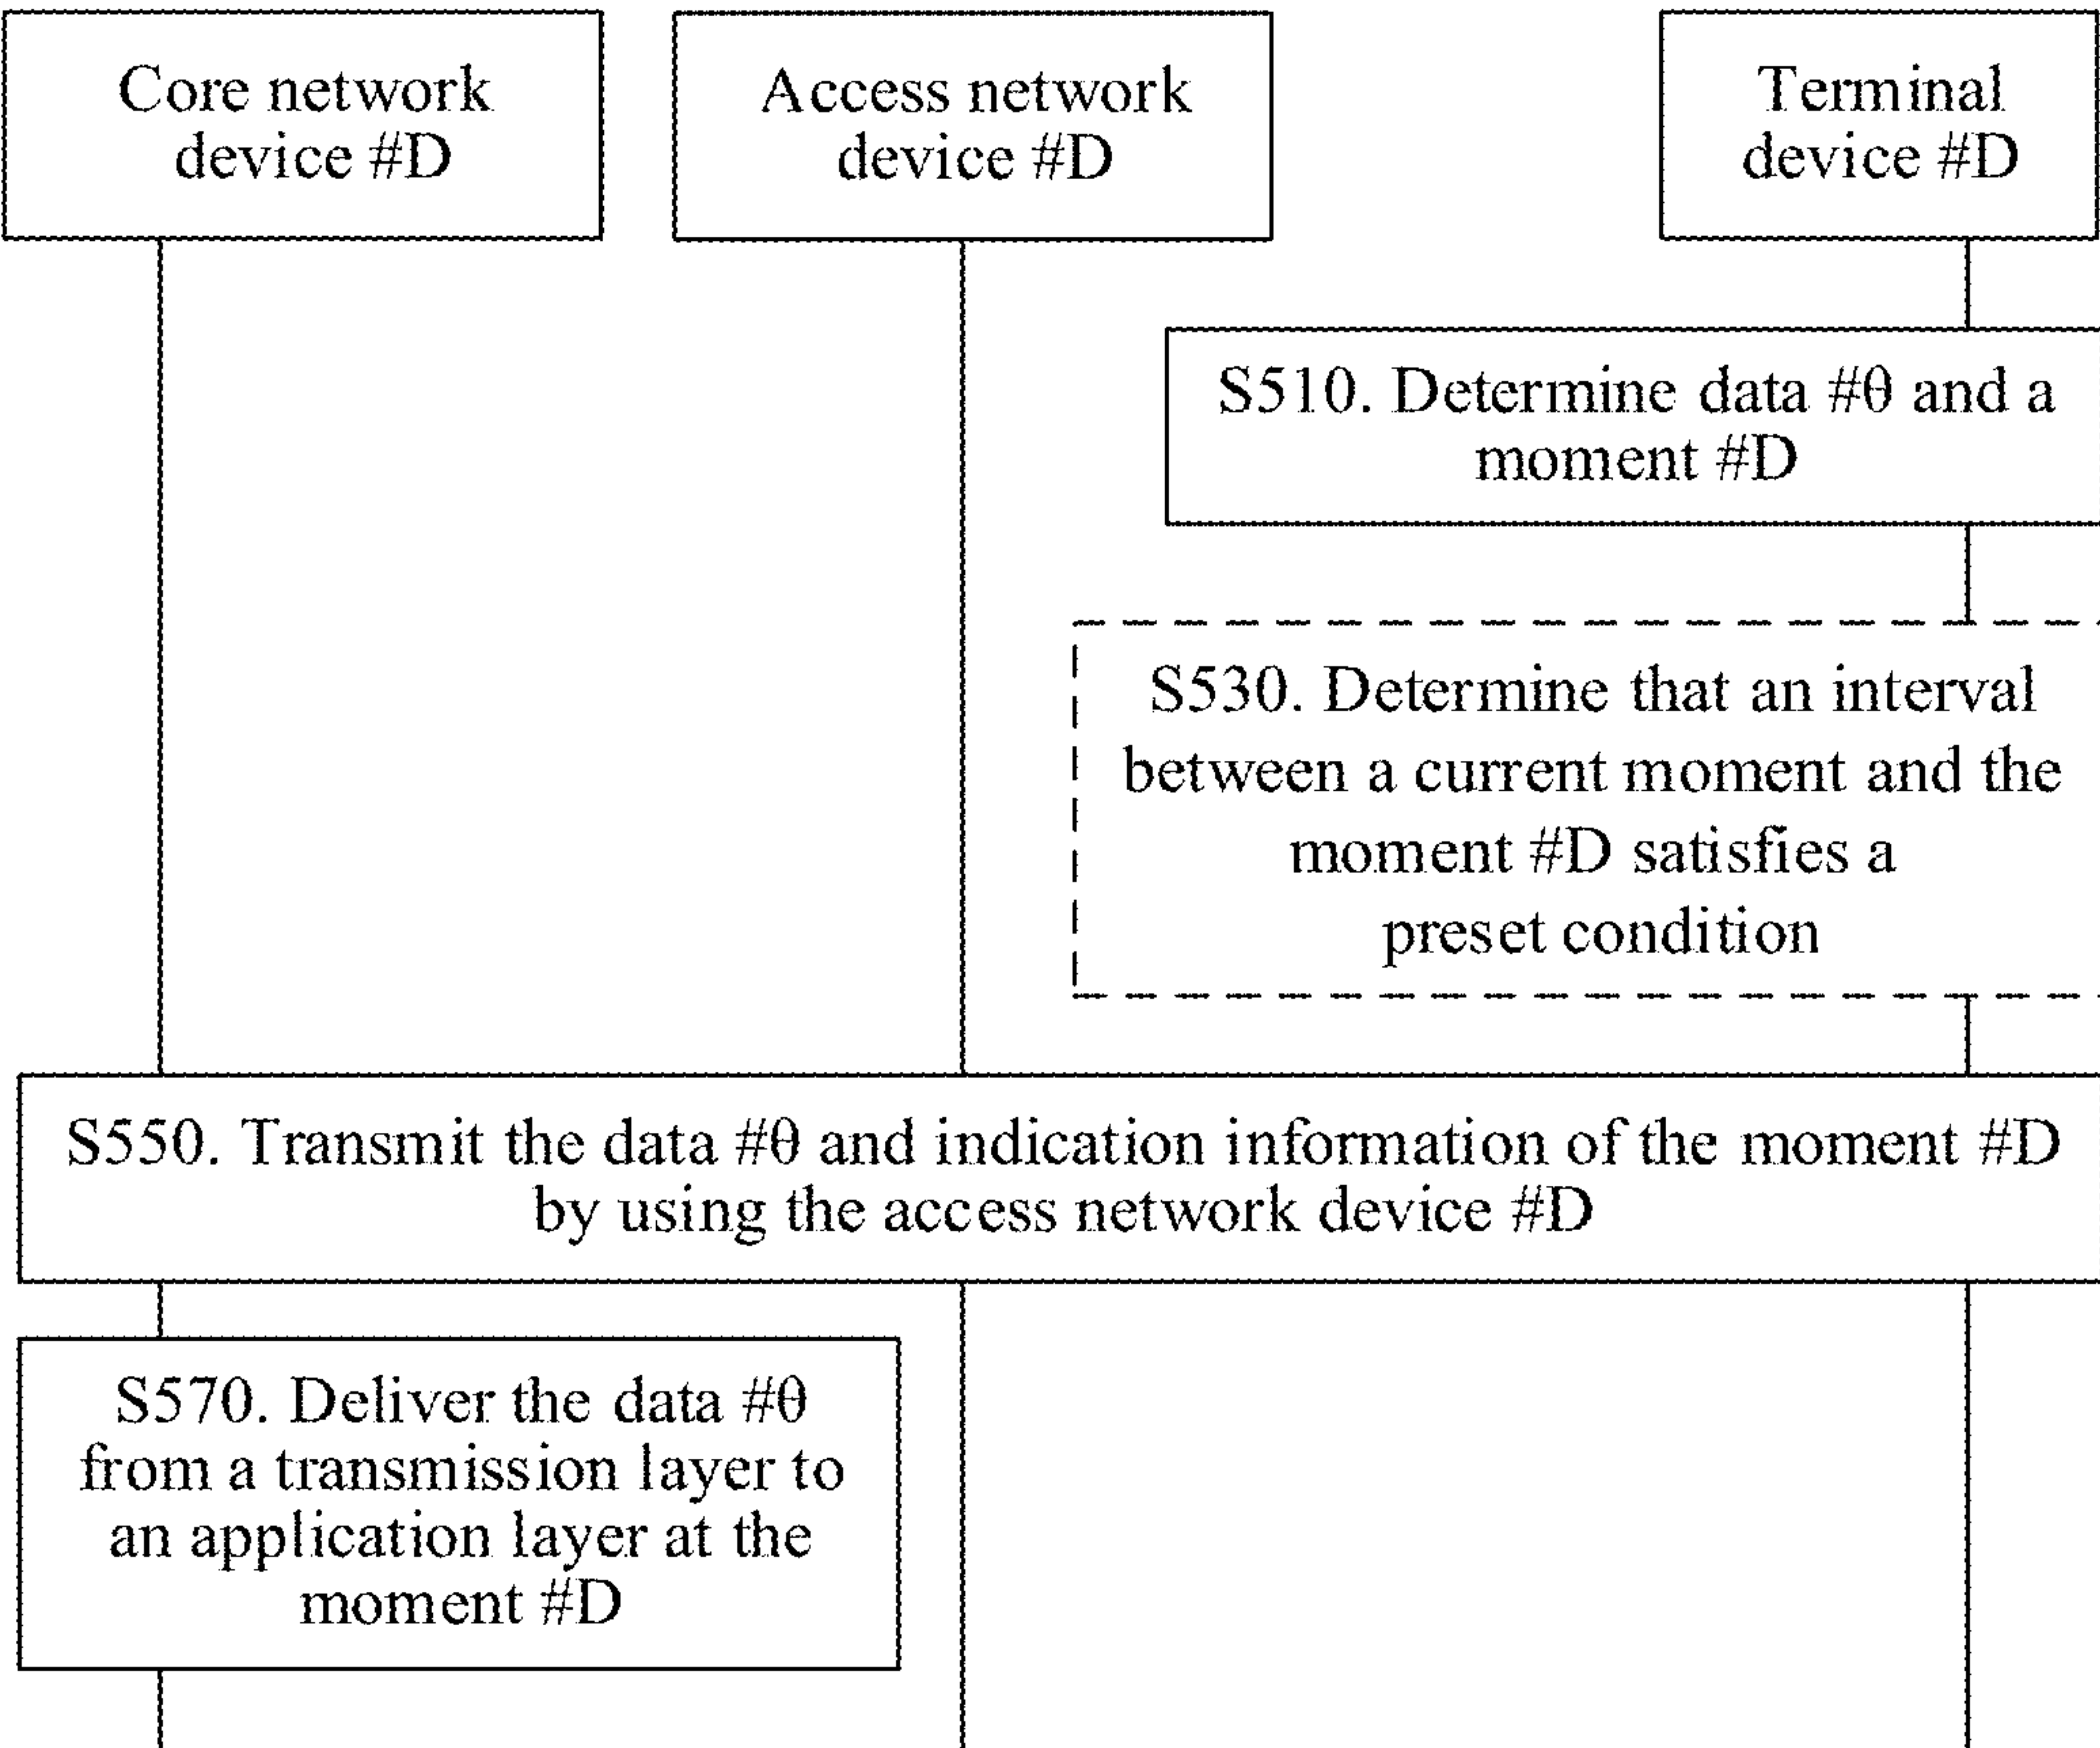 Core network
device #D
Access network
device #D
Terminal
device #D
S510. Determine data #θ and a
moment #D
S530. Determine that an interval
between a current moment and the
moment #D satisfies a
preset condition
S550. Transmit the data #θ and indication information of the moment #D
by using the access network device #D
S570. Deliver the data #θ
from a transmission layer to
an application layer at the
moment #D